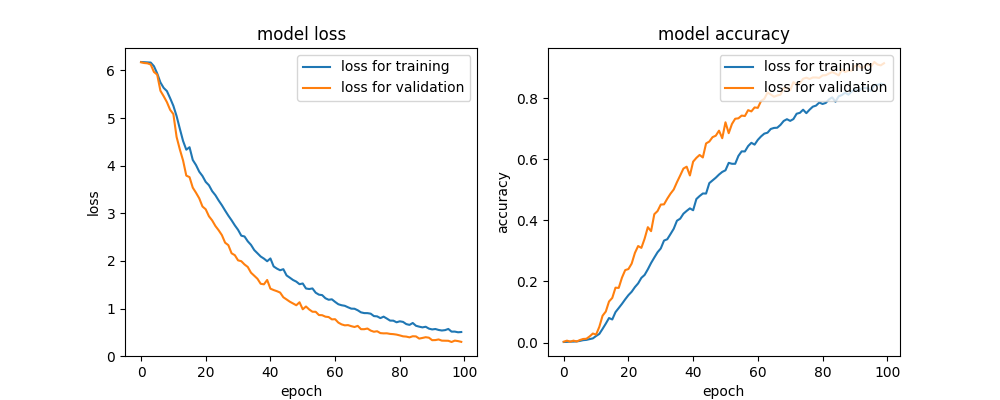 model loss
loss for training
loss for validation
6
5
4
3
2
1
0
0 20 40 60 80 100
loss
epoch
model accuracy
loss for training
loss for validation
0.8
0.6
0.4
0.2
0.0
0 20 40 60 80 100
accuracy
epoch